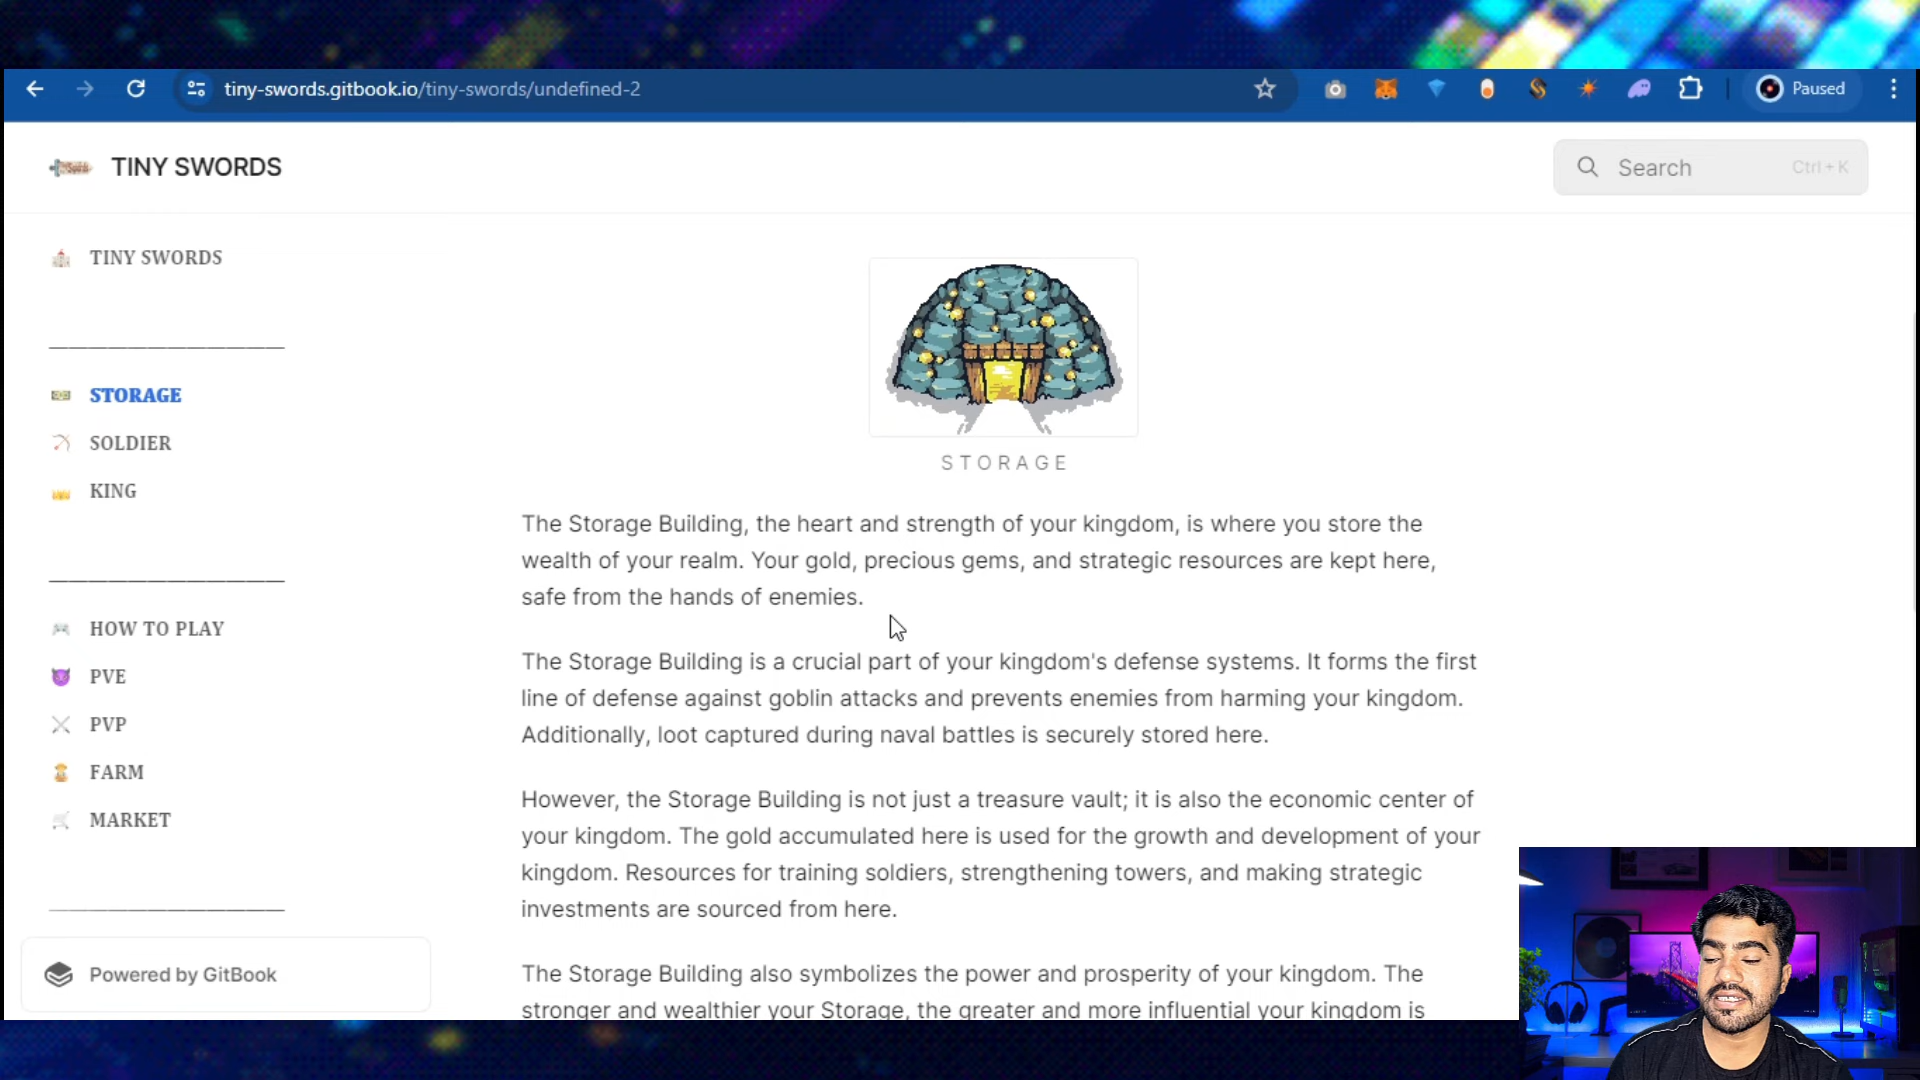 tiny-swords.gitbook.io/tiny-swords/undefined-2
Paused
TINY SWORDS
Search
Ctrl + K
TINY SWORDS
STORAGE
SOLDIER
KING
HOW TO PLAY
PVE
PVP
FARM
MARKET
Powered by GitBook
STORAGE
The Storage Building, the heart and strength of your kingdom, is where you store the
wealth of your realm. Your gold, precious gems, and strategic resources are kept here,
safe from the hands of enemies.
The Storage Building is a crucial part of your kingdom's defense systems. It forms the first
line of defense against goblin attacks and prevents enemies from harming your kingdom.
Additionally, loot captured during naval battles is securely stored here.
However, the Storage Building is not just a treasure vault; it is also the economic center of
your kingdom. The gold accumulated here is used for the growth and development of your
kingdom. Resources for training soldiers, strengthening towers, and making strategic
investments are sourced from here.
The Storage Building also symbolizes the power and prosperity of your kingdom. The
stronger and wealthier your Storage, the greater and more influential your kingdom is